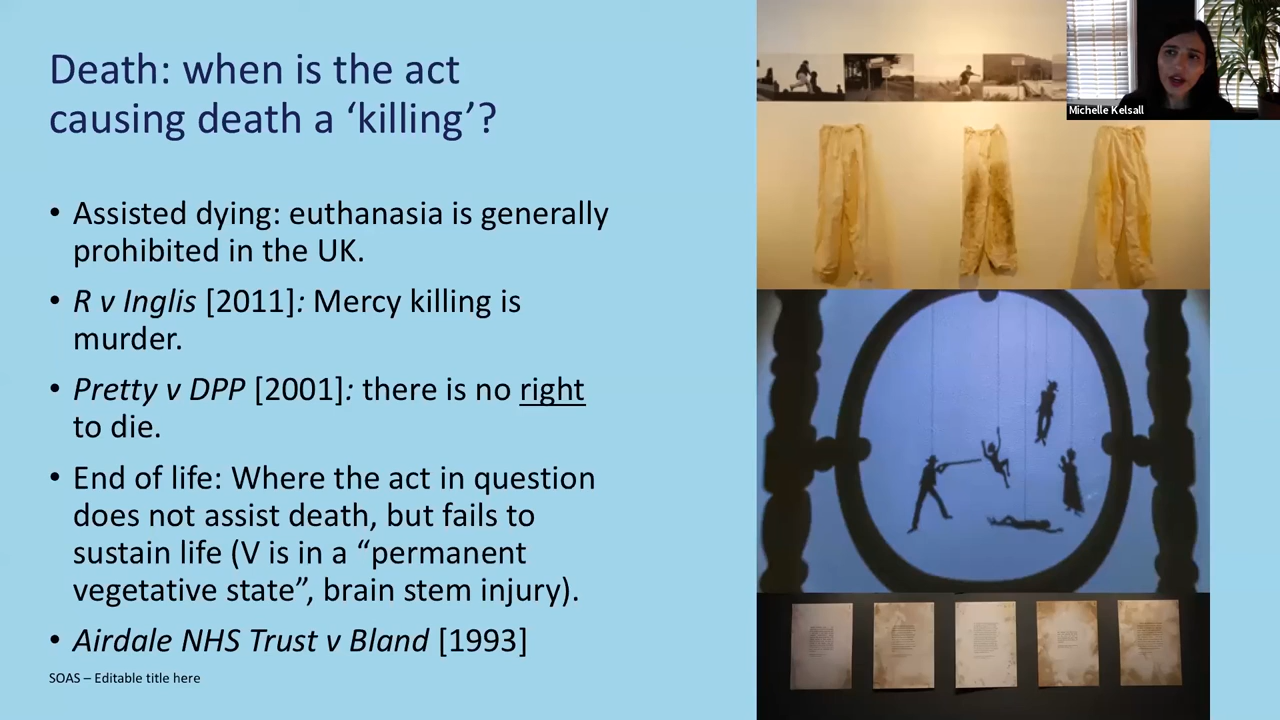 Death: when is the act
causing death a ‘killing’?
• Assisted dying: euthanasia is generally
prohibited in the UK.
• R v Inglis [2011]: Mercy killing is
murder.
• Pretty v DPP [2001]: there is no right
to die.
• End of life: Where the act in question
does not assist death, but fails to
sustain life (V is in a “permanent
vegetative state”, brain stem injury).
• Airdale NHS Trust v Bland [1993]
SOAS – Editable title here
Michelle Kelsall